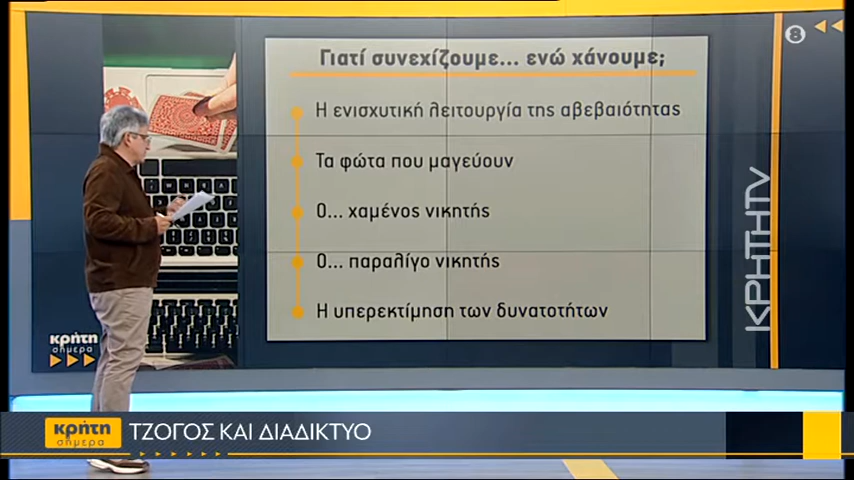 Γιατί συνεχίζουμε... ενώ χάνουμε;
Η ενισχυτική λειτουργία της αβεβαιότητας
Τα φώτα που μαγεύουν
Ο... χαμένος νικητής
Ο... παραλίγο νικητής
Η υπερεκτίμηση των δυνατοτήτων
ΚΡΗΤΗTV
8
κρήτη
σήμερα
κρήτη
σήμερα
ΤΖΟΓΟΣ ΚΑΙ ΔΙΑΔΙΚΤΥΟ